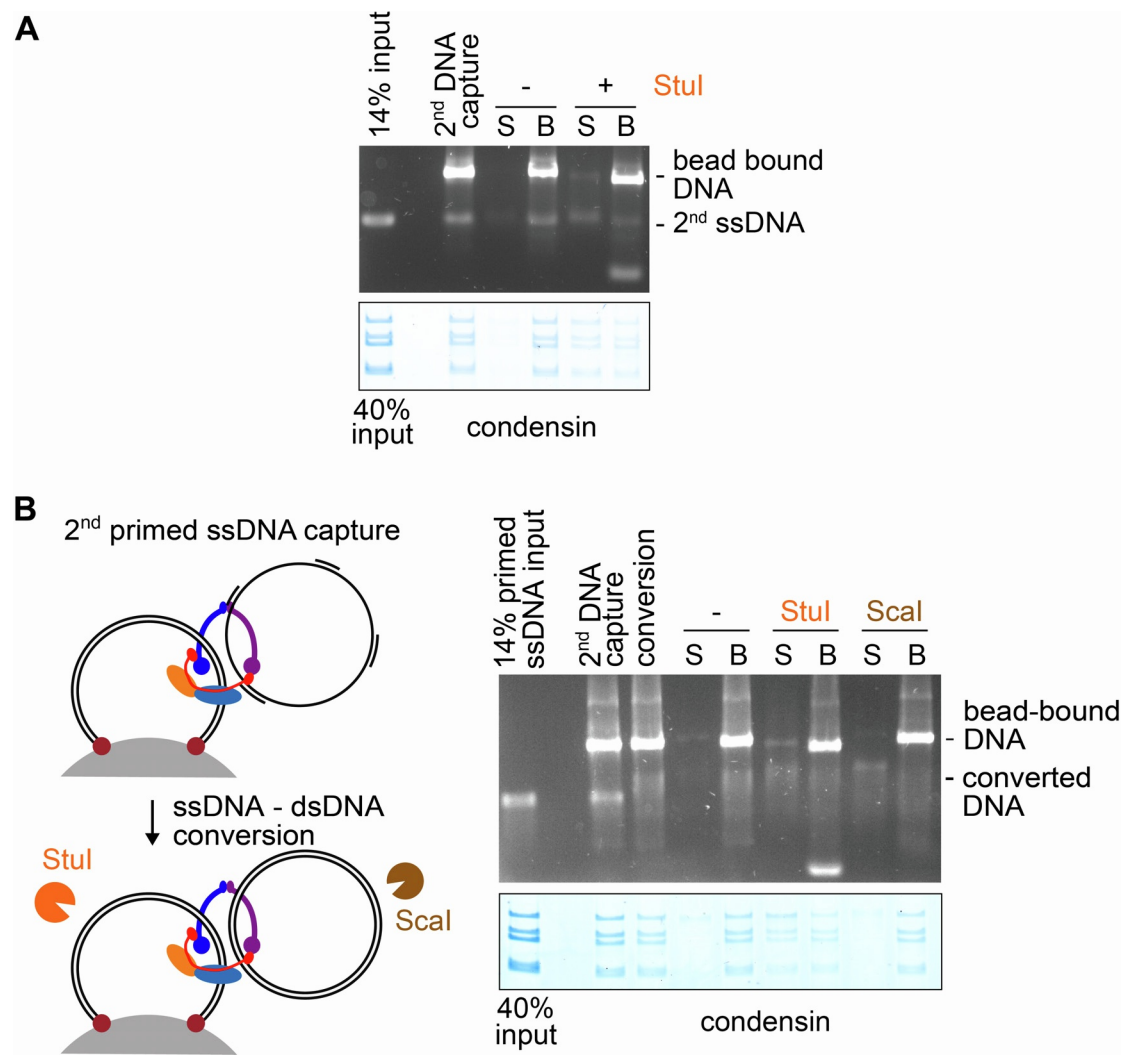 A
14% input
2nd DNA
capture
- +
StuI
S B S B
- bead bound
DNA
- 2nd ssDNA
40%
input
condensin
B
2nd primed ssDNA capture
ssDNA - dsDNA
conversion
StuI
ScaI
14% primed
ssDNA input
2nd DNA
capture
conversion
- StuI ScaI
S B S B S B
bead-bound
- DNA
- converted
DNA
40%
input
condensin